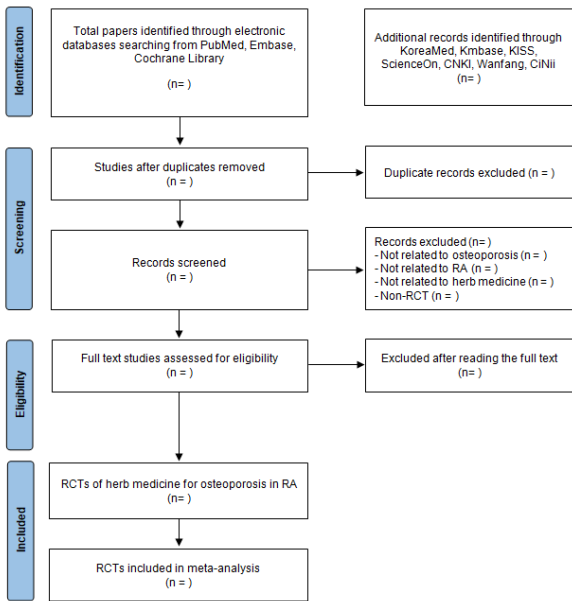 Identification
Total papers identified through electronic
databases searching from PubMed, Embase,
Cochrane Library
(n= )
Additional records identified through
KoreaMed, Kmbase, KISS,
ScienceOn, CNKI, Wanfang, CiNii
(n= )
Screening
Studies after duplicates removed
(n = )
Duplicate records excluded (n = )
Records screened
(n = )
Records excluded (n= )
-Not related to osteoporosis (n = )
-Not related to RA (n = )
-Not related to herb medicine (n = )
-Non-RCT (n = )
Eligibility
Full text studies assessed for eligibility
(n = )
Excluded after reading the full text
(n= )
Included
RCTs of herb medicine for osteoporosis in RA
(n= )
RCTs included in meta-analysis
(n = )